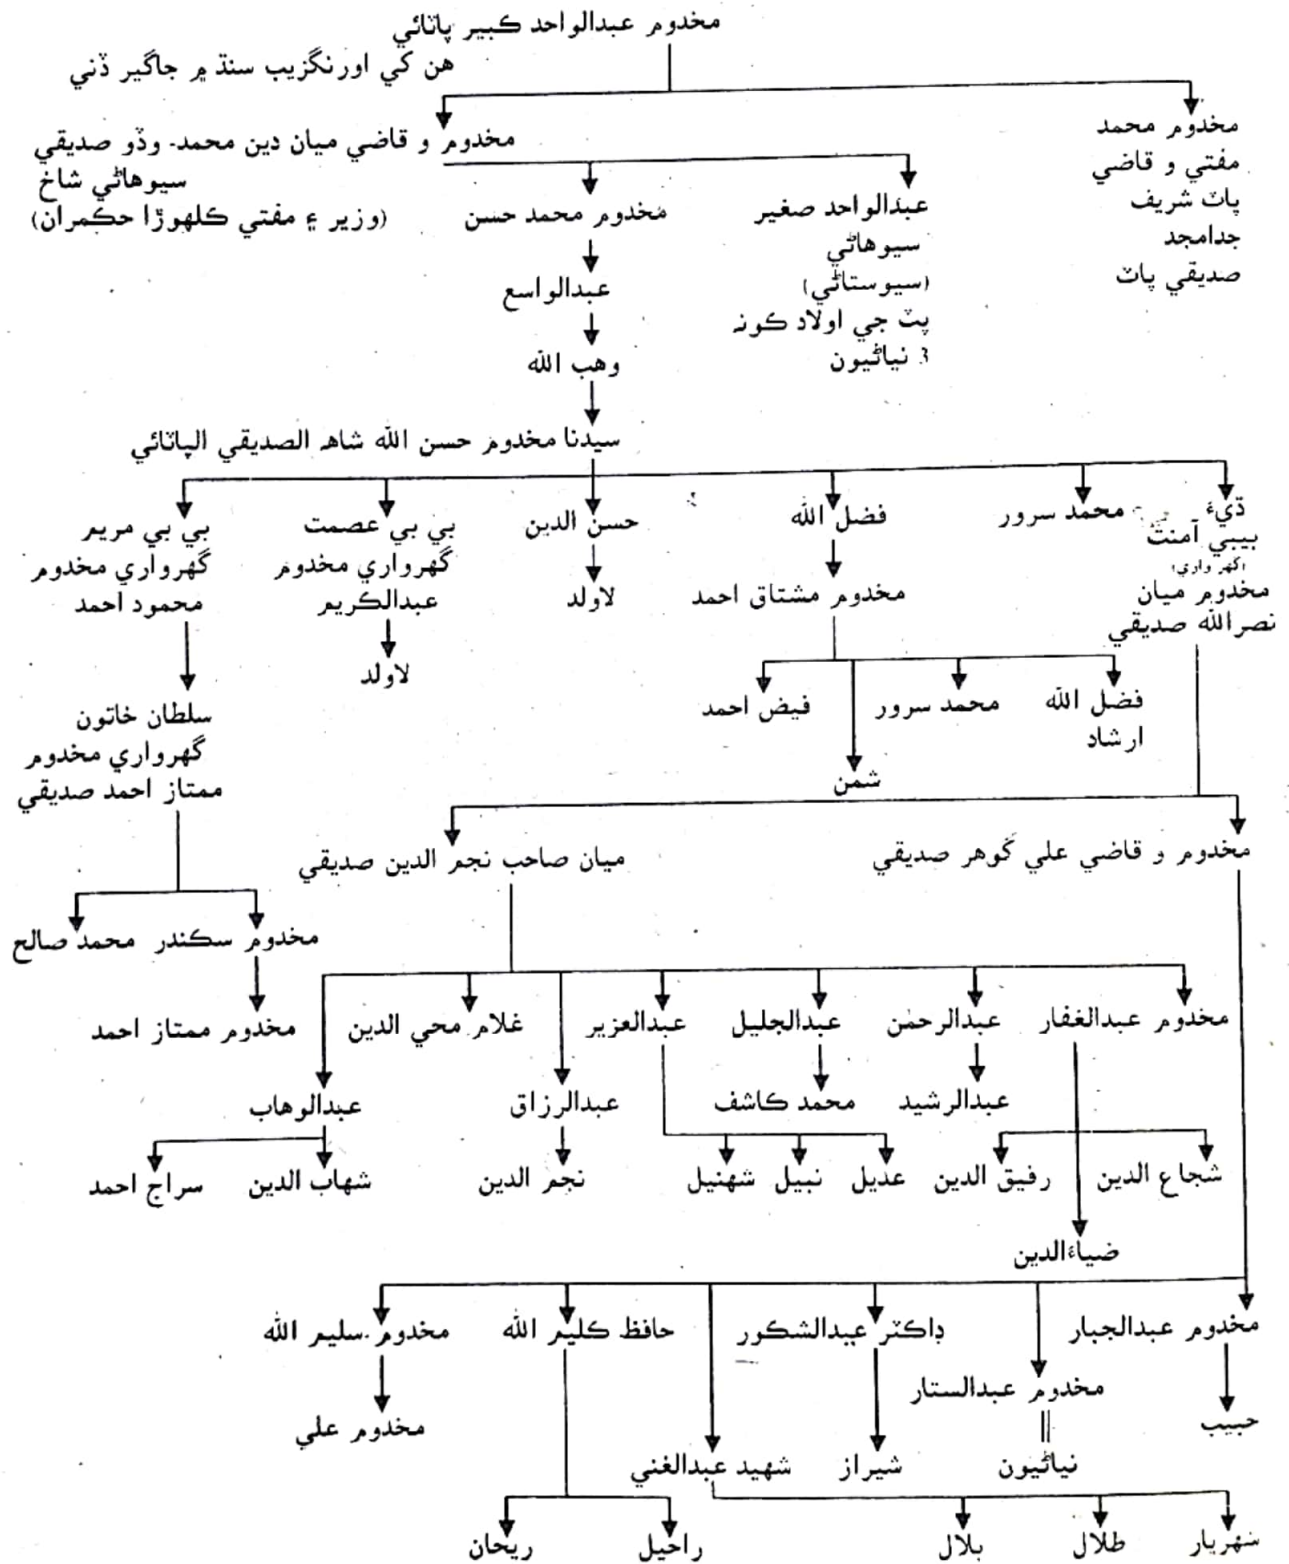 مخدوم عبدالواحد ڪبير پاٽائي
هن کي اورنگزيب سنڌ ۾ جاگير ڏني
مخدوم محمد
مفتي و قاضي
پاٽ شريف
جدامجد
صديقي پاٽ
مخدوم و قاضي ميان دين محمد- وڏو صديقي
سيوهاڻي شاخ
(وزير ۽ مفتي ڪلهوڙا حڪمران)
عبدالواحد صغير
سيوهاڻي
(سيوستاڻي)
پٽ جي اولاد ڪونہ
3 نياڻيون
مخدوم محمد حسن
عبدالواسع
وهب الله
سيدنا مخدوم حسن الله شاهہ الصديقي الپاٽائي
ڌيءَ
بيبي آمنت
(گهرواري)
مخدوم ميان
نصرالله صديقي
محمد سرور
فضل الله
مخدوم مشتاق احمد
حسن الدين
لاولد
بي بي عصمت
گهرواري مخدوم
عبدالڪريم
لاولد
بي بي مريم
گهرواري مخدوم
محمود احمد
سلطان خاتون
گهرواري مخدوم
ممتاز احمد صديقي
فضل الله
ارشاد
محمد سرور
شمن
فيض احمد
مخدوم و قاضي علي گوهر صديقي
ميان صاحب نجم الدين صديقي
مخدوم سڪندر
محمد صالح
مخدوم ممتاز احمد
مخدوم عبدالغفار
عبدالرحمٰن
عبدالجليل
عبدالعزير
غلام محي الدين
عبدالرشيد
محمد ڪاشف
عبدالرزاق
عبدالوهاب
شجاع الدين
رفيق الدين
عديل
نبيل
شهنيل
نجم الدين
شهاب الدين
سراج احمد
ضياءالدين
مخدوم عبدالجبار
ڊاڪٽر عبدالشڪور
حافظ ڪليم الله
مخدوم سليم الله
مخدوم عبدالستار
حبيب
مخدوم علي
نياڻيون
شيراز
شهيد عبدالغني
شهريار
طلال
بلال
راحيل
ريحان